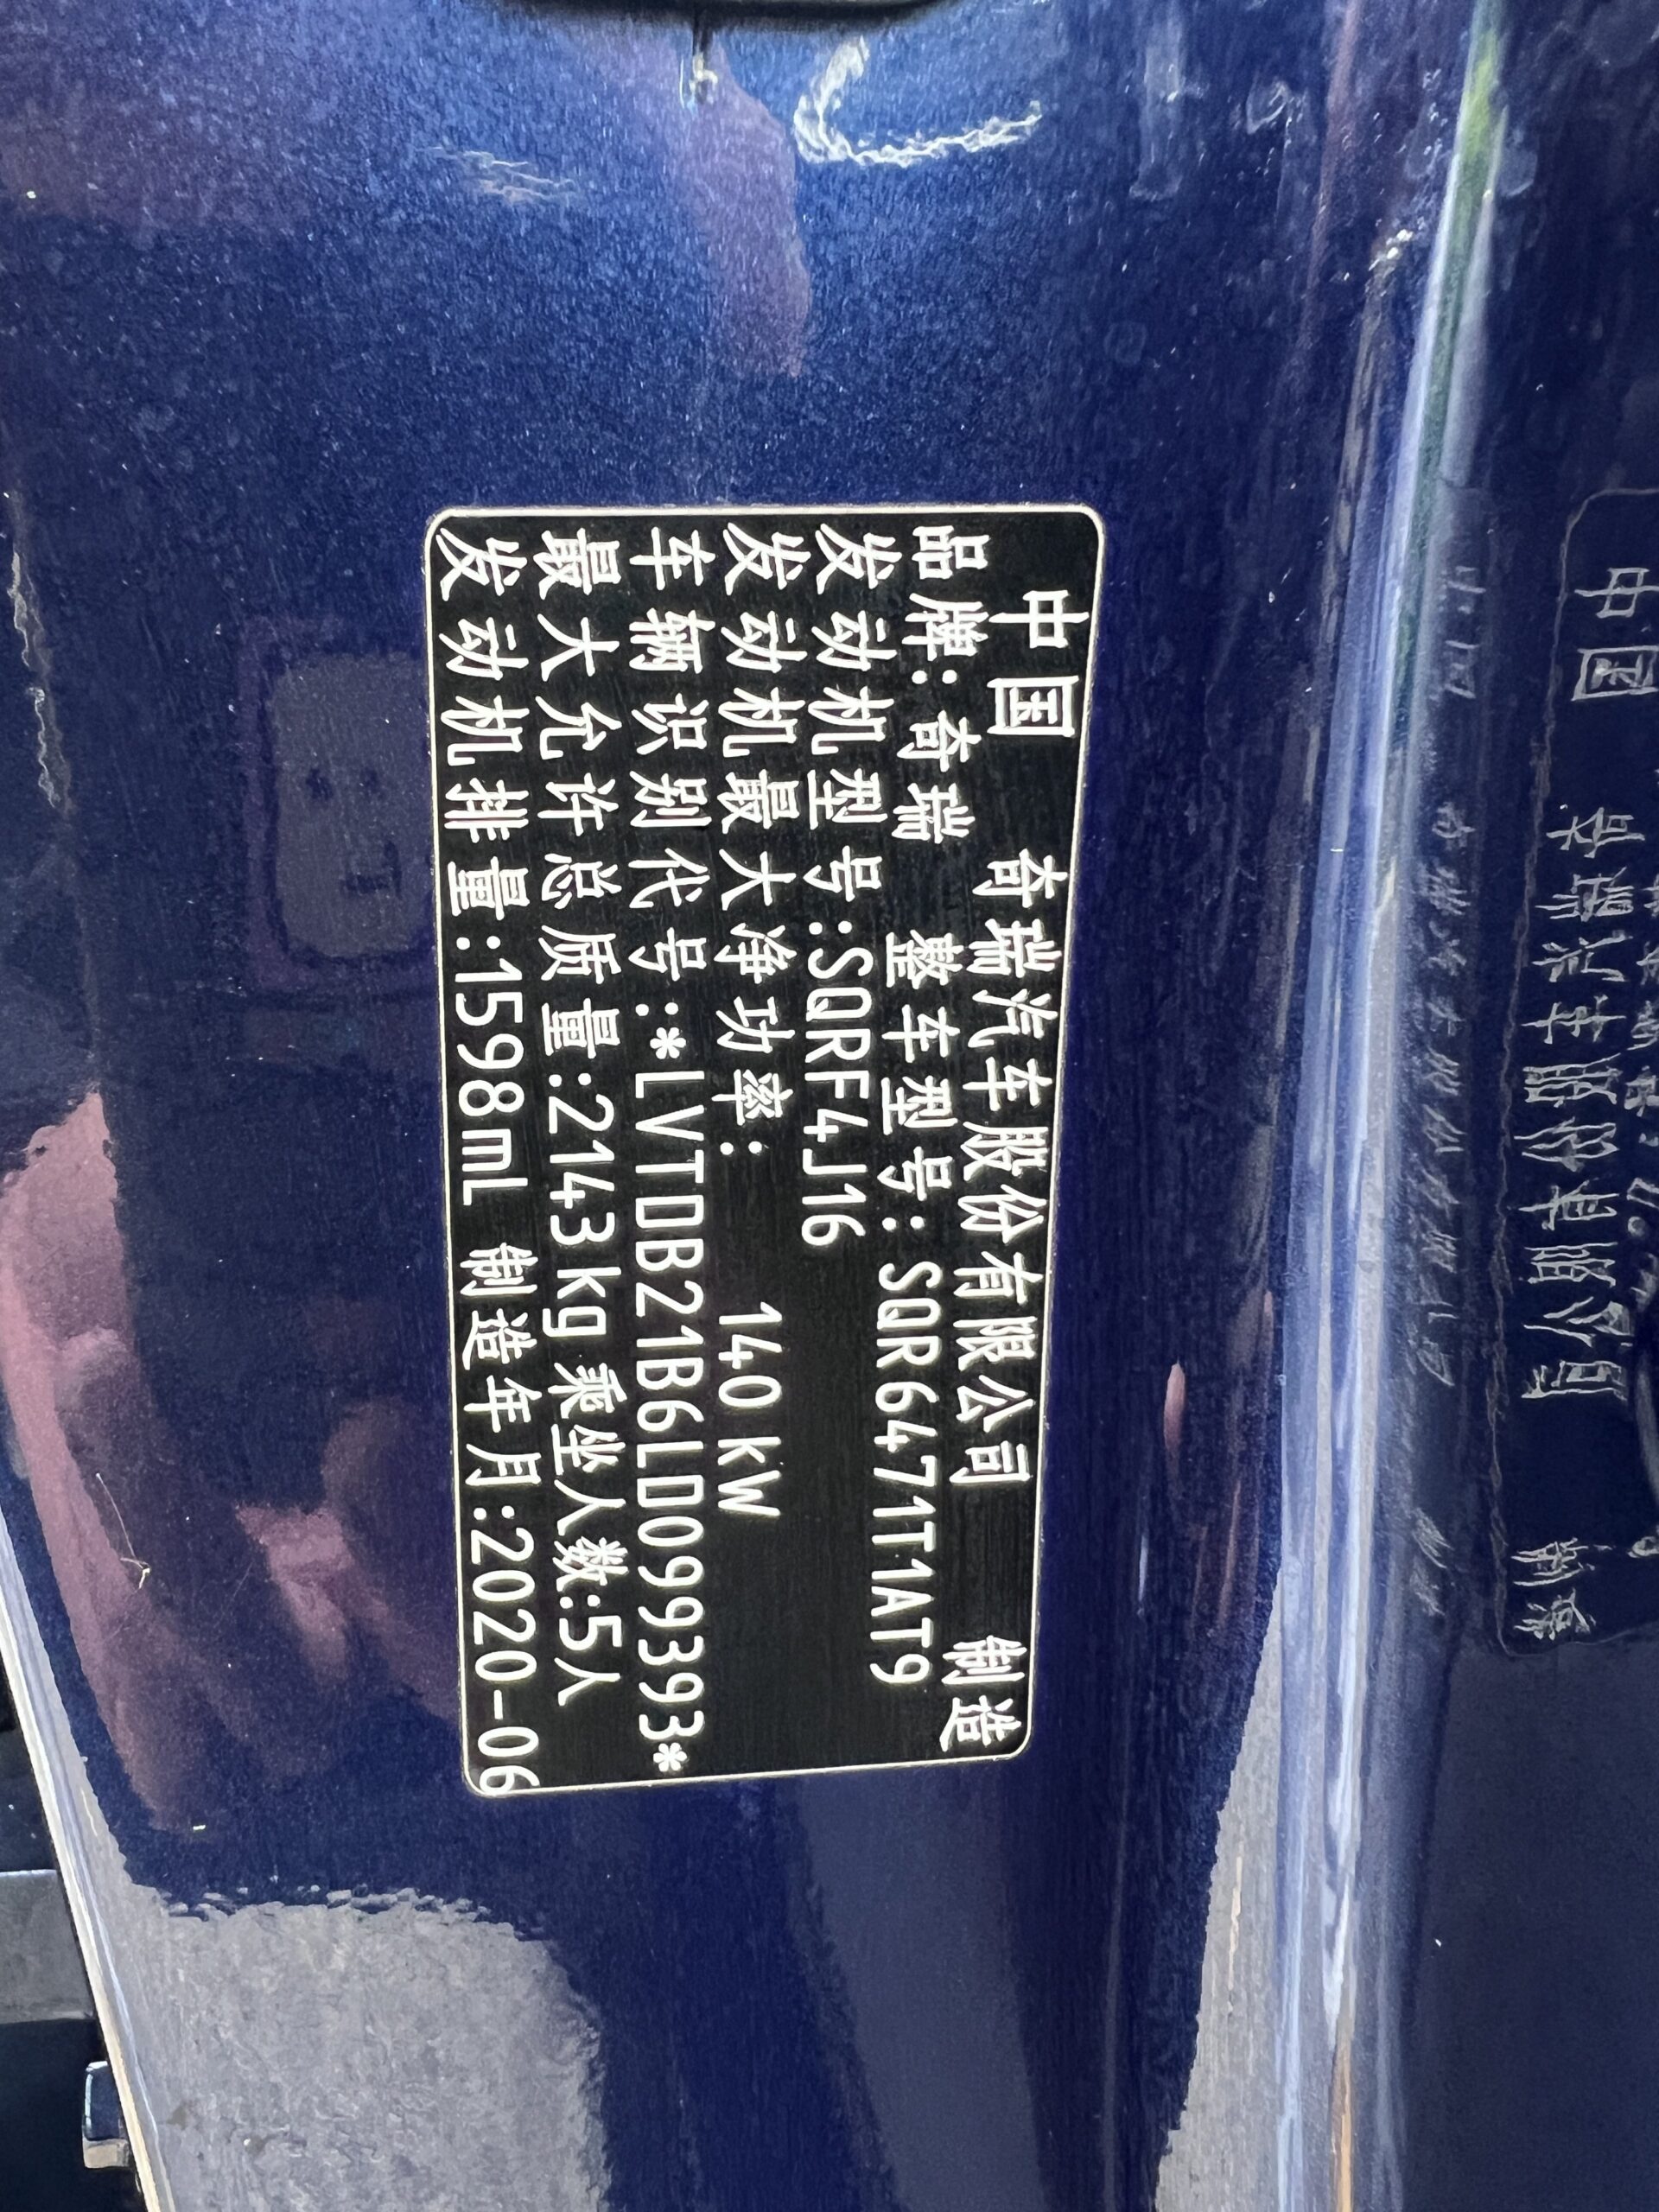 中国 奇瑞汽车股份有限公司 制造
品牌:奇瑞 整车型号:SQR6471T1AT9
发动机型号:SQRF4J16
发动机最大净功率: 140 kW
车辆识别代号:*LVTDB21B6LD099393*
最大允许总质量:2143kg 乘坐人数:5人
发动机排量:1598mL 制造年月:2020-06